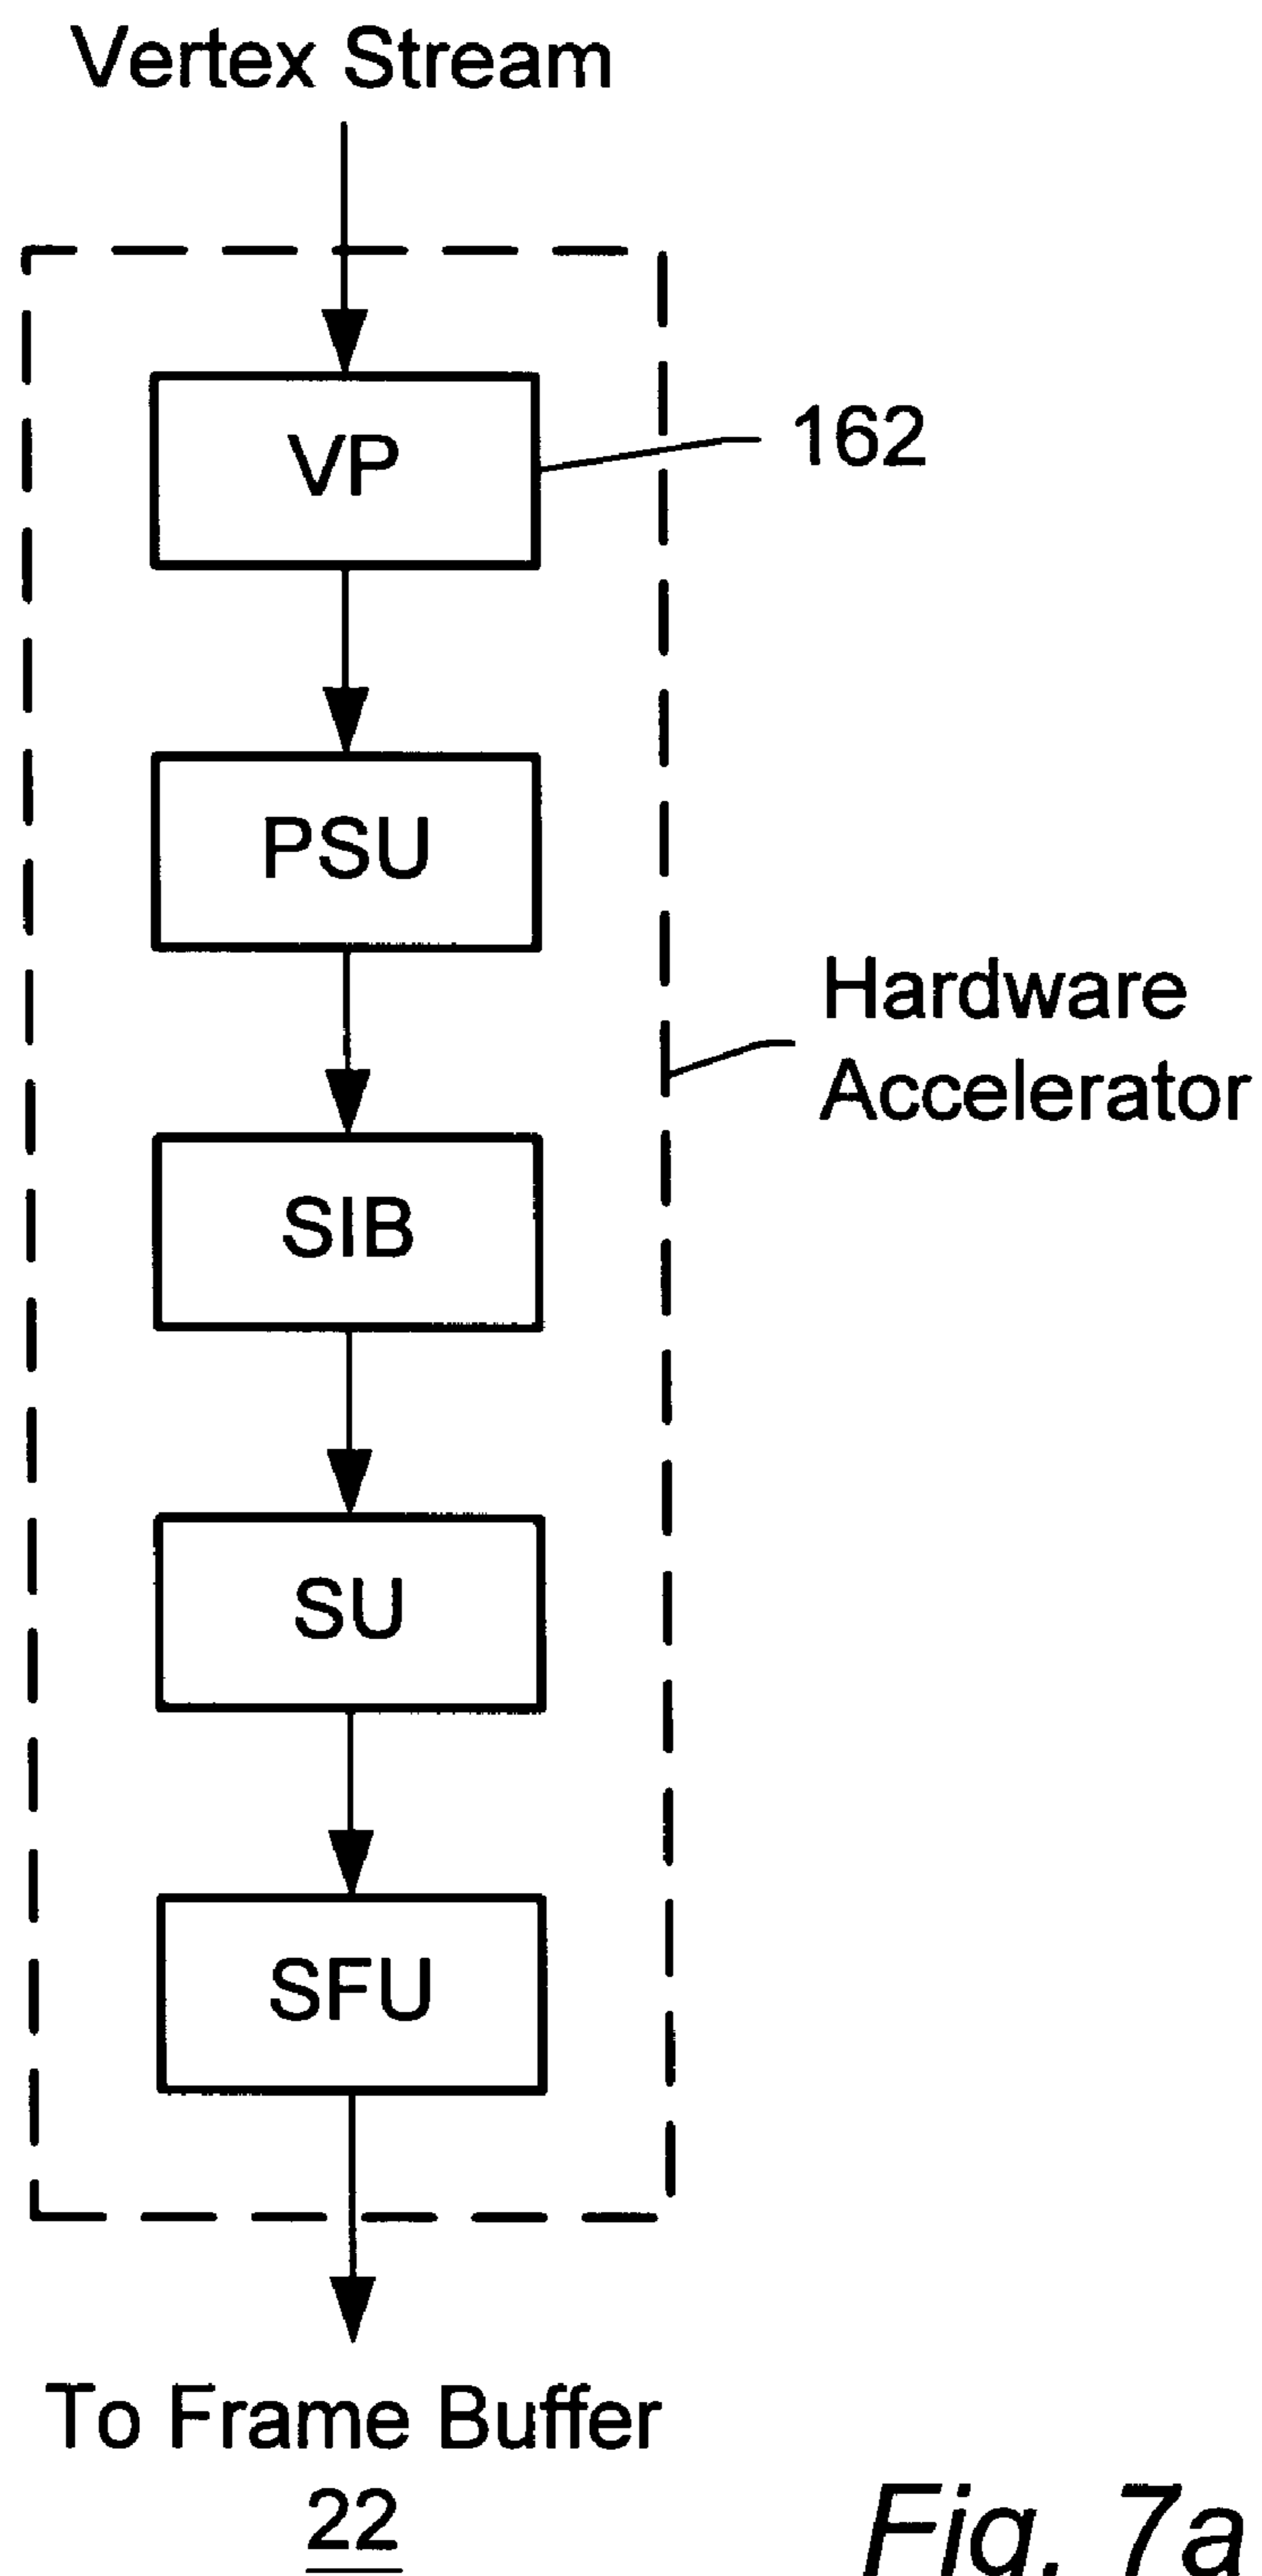 Vertex Stream
VP
162
PSU
Hardware
Accelerator
SIB
SU
SFU
To Frame Buffer
22
Fig. 7a